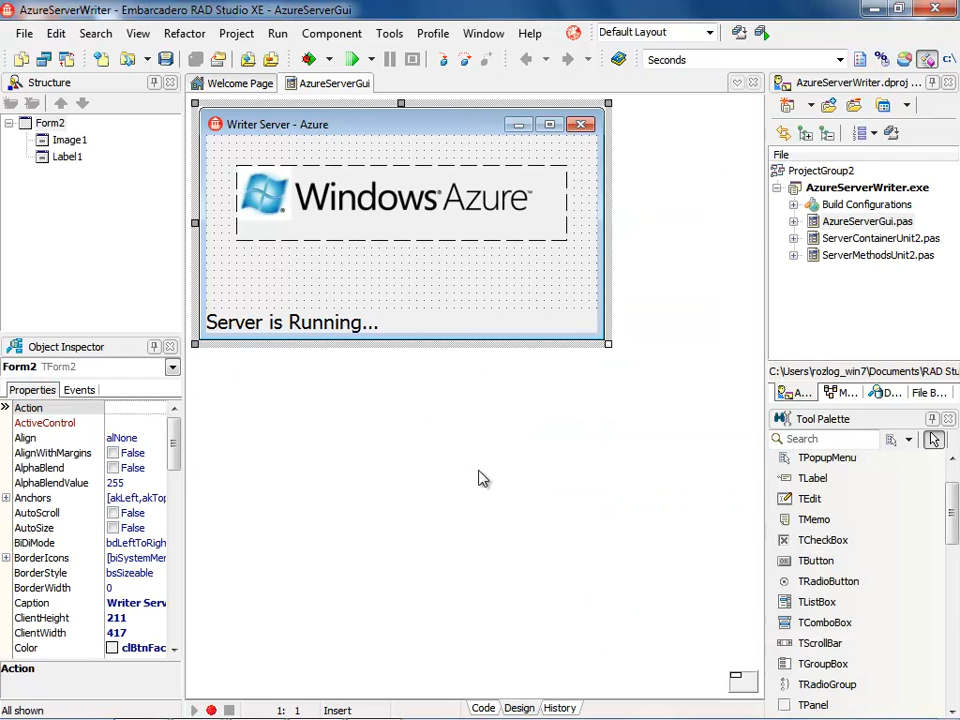 AzureServerWriter - Embarcadero RAD Studio XE - AzureServerGui
File Edit Search View Refactor Project Run Component Tools Profile Window Help Default Layout
Seconds
Structure
Welcome Page AzureServerGui
AzureServerWriter.dproj ...
Form2
Image1
Label1
Writer Server - Azure
Windows® Azure™
Server is Running...
File
ProjectGroup2
AzureServerWriter.exe
Build Configurations
AzureServerGui.pas
ServerContainerUnit2.pas
ServerMethodsUnit2.pas
C:\Users\rozlog_win7\Documents\RAD Stu
A... M... D... File B...
Object Inspector
Form2 TForm2
Properties Events
Action
ActiveControl
Align alNone
AlignWithMargins False
AlphaBlend False
AlphaBlendValue 255
Anchors [akLeft,akTop
AutoScroll False
AutoSize False
BiDiMode bdLeftToRigh
BorderIcons [biSystemMen
BorderStyle bsSizeable
BorderWidth 0
Caption Writer Serv
ClientHeight 211
ClientWidth 417
Color clBtnFac
Action
All shown
1: 1 Insert
Code Design History
Tool Palette
Search
TPopupMenu
TLabel
TEdit
TMemo
TCheckBox
TButton
TRadioButton
TListBox
TComboBox
TScrollBar
TGroupBox
TRadioGroup
TPanel